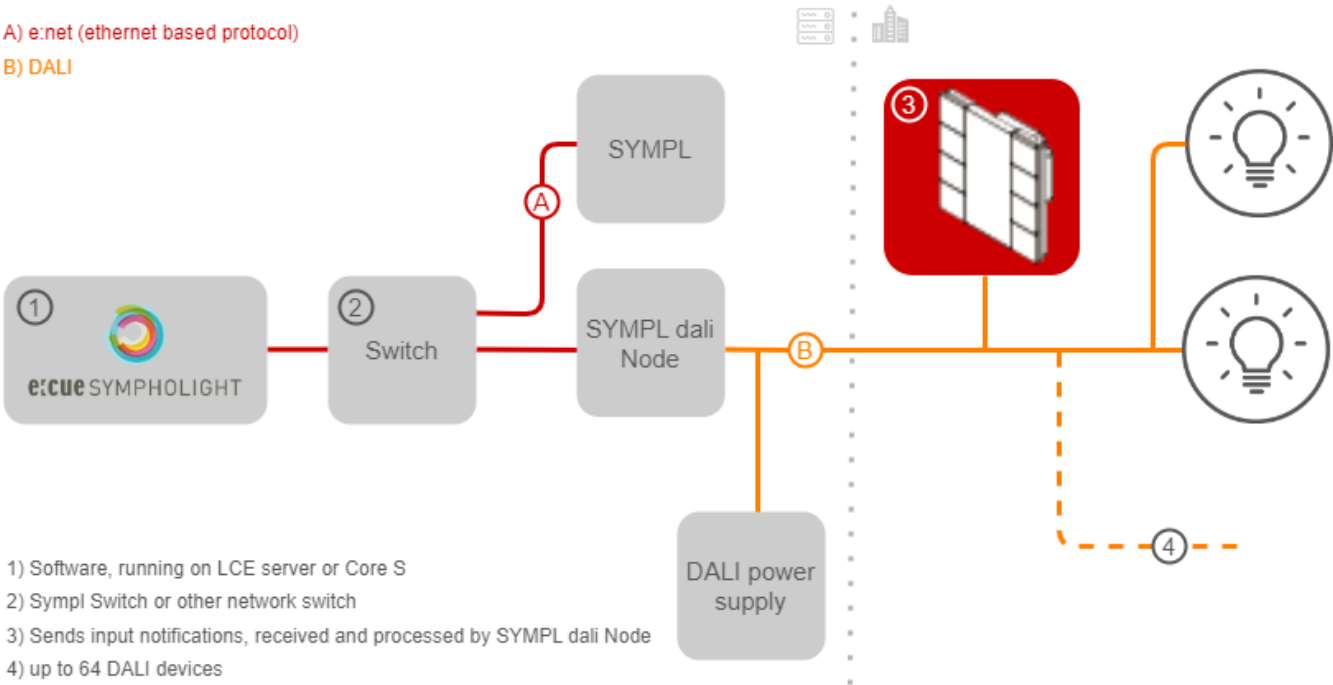 A) e:net (ethernet based protocol)
B) DALI
3
SYMPL
A
1
e:cue SYMPHOLIGHT
2
Switch
SYMPL dali
Node
B
4
DALI power
supply
1) Software, running on LCE server or Core S
2) Sympl Switch or other network switch
3) Sends input notifications, received and processed by SYMPL dali Node
4) up to 64 DALI devices